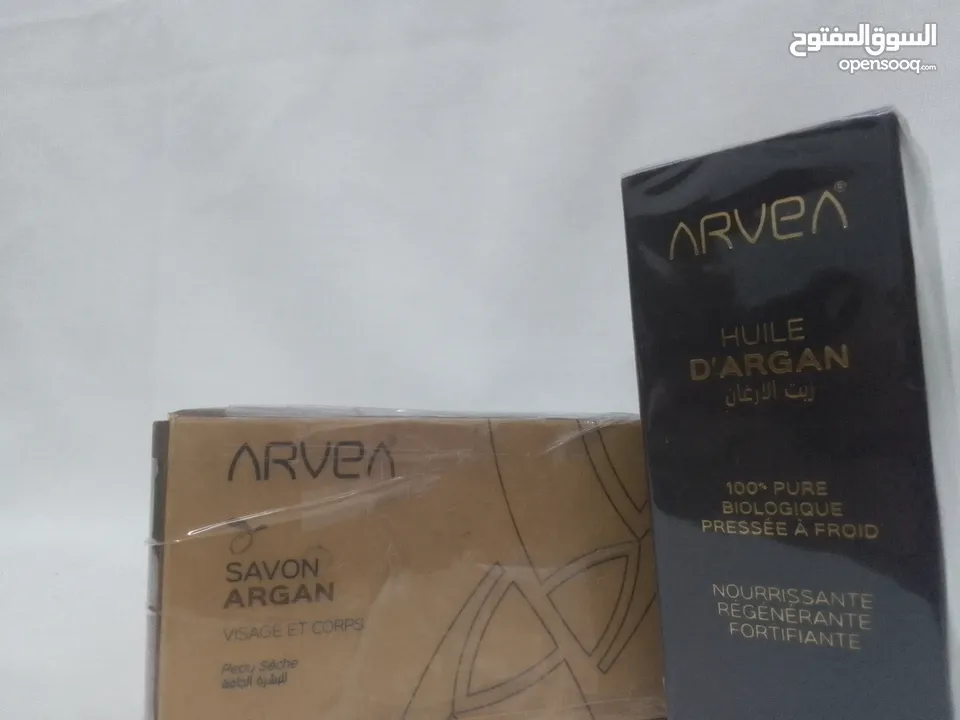 السوق المفتوح
opensooq.com
ARVEA
HUILE
D'ARGAN
زيت الارغان
100% PURE
BIOLOGIQUE
PRESSÉE À FROID
NOURRISSANTE
RÉGÉNÉRANTE
FORTIFIANTE
ARVEA
SAVON
ARGAN
VISAGE ET CORPS
Peau Sèche
للبشرة الجافة